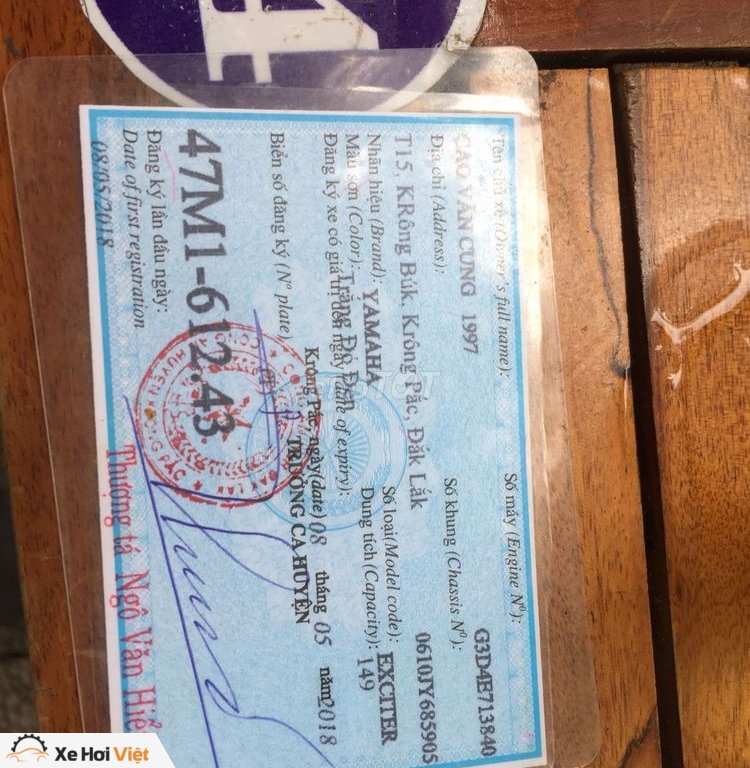 Tên chủ xe (Owner's full name):
Số máy (Engine Nº):
CAO VĂN CUNG 1997
G3D4E713840
Địa chỉ (Address):
Số khung (Chassis Nº):
T15, KRông Búk, Krông Pắc, Đắk Lắk
0610JY685905
Nhãn hiệu (Brand): YAMAHA
Số loại (Model code): EXCITER
Màu sơn (Color): Trắng Đỏ Đen
Dung tích (Capacity): 149
Đăng ký xe có giá trị đến ngày (date of expiry):
Krông Pắc, ngày (date) 08 tháng 05 năm 2018
Biển số đăng ký (Nº plate)
TRƯỞNG CA HUYỆN
47M1-612.43
Đăng ký lần đầu ngày:
Date of first registration
08/05/2018
Thượng tá Ngô Văn
Xe Hơi Việt